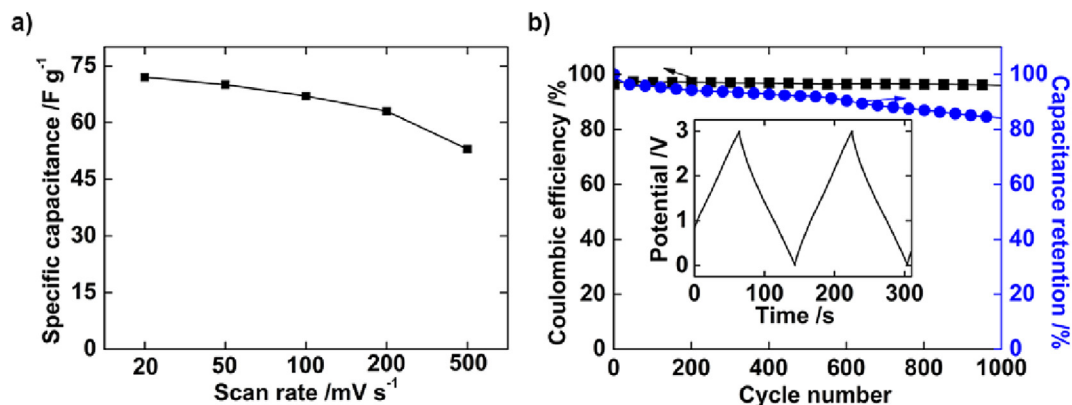 a)
Specific capacitance /F g⁻¹
75
60
45
30
15
0
20 50 100 200 500
Scan rate /mV s⁻¹
b)
Coulombic efficiency /%
100
80
60
40
20
0
0 200 400 600 800 1000
Cycle number
100
80
60
40
20
0
Capacitance retention /%
Potential /V
3
2
1
0
0 100 200 300
Time /s